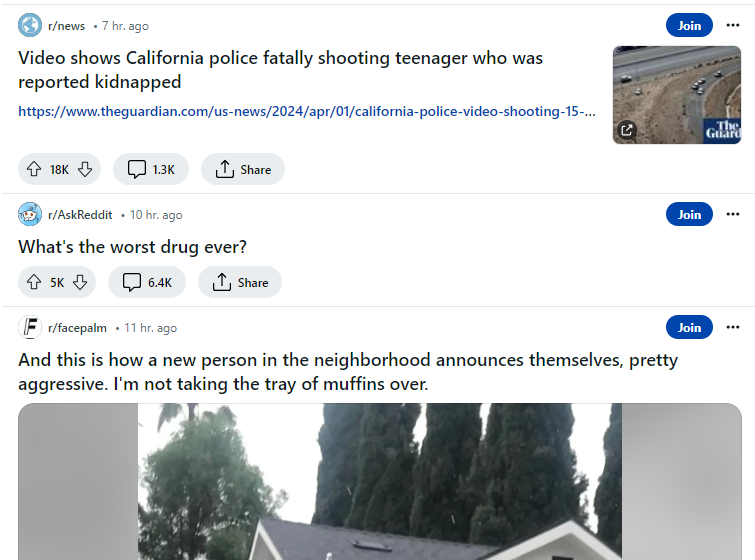 r/news • 7 hr. ago
Join
Video shows California police fatally shooting teenager who was
reported kidnapped
https://www.theguardian.com/us-news/2024/apr/01/california-police-video-shooting-15-...
The
Guard
18K
1.3K
Share
r/AskReddit • 10 hr. ago
Join
What's the worst drug ever?
5K
6.4K
Share
F
r/facepalm • 11 hr. ago
Join
And this is how a new person in the neighborhood announces themselves, pretty
aggressive. I'm not taking the tray of muffins over.